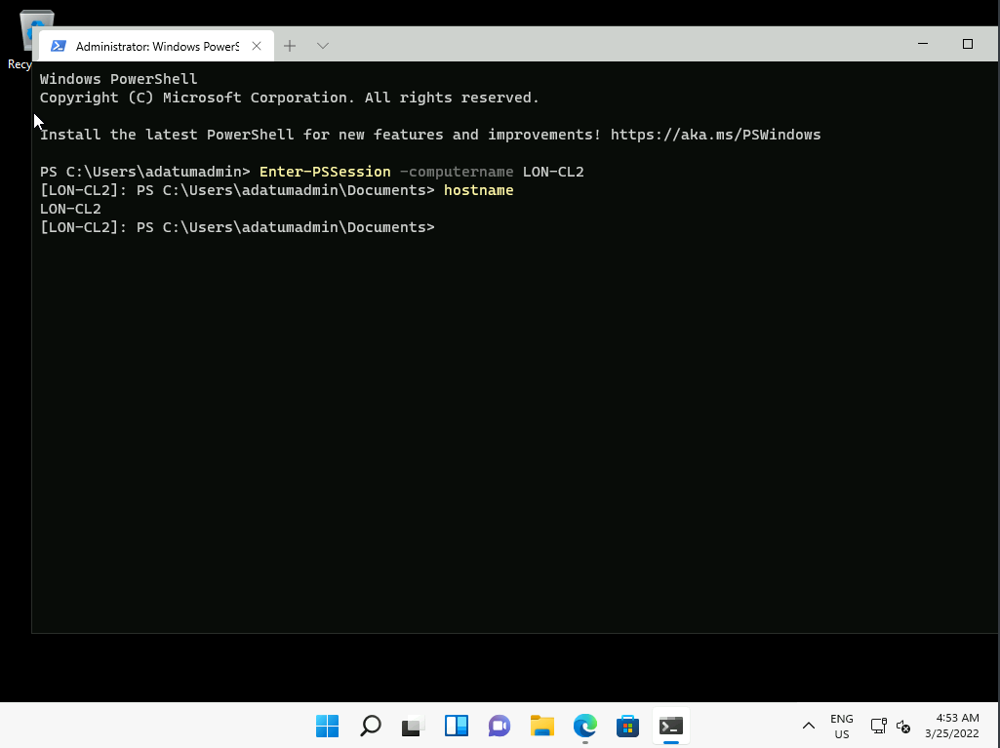 Recy
Administrator: Windows PowerS
Windows PowerShell
Copyright (C) Microsoft Corporation. All rights reserved.
Install the latest PowerShell for new features and improvements! https://aka.ms/PSWindows
PS C:\Users\adatumadmin> Enter-PSSession -computername LON-CL2
[LON-CL2]: PS C:\Users\adatumadmin\Documents> hostname
LON-CL2
[LON-CL2]: PS C:\Users\adatumadmin\Documents>
ENG
US
4:53 AM
3/25/2022